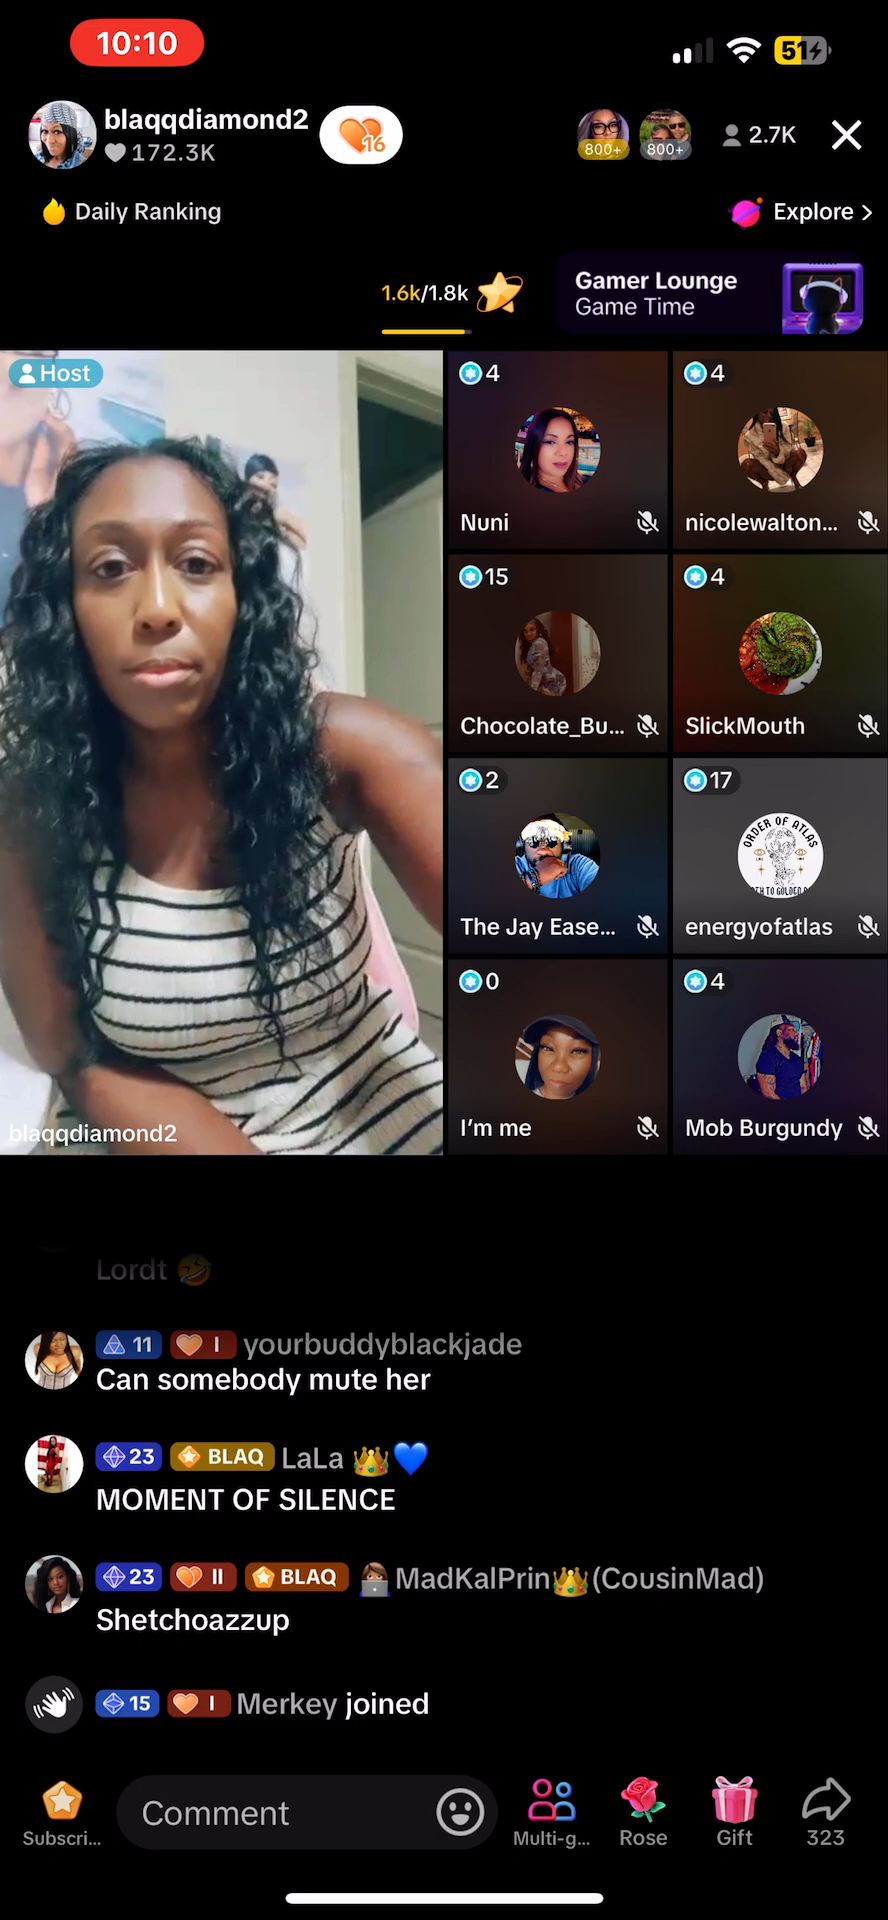 10:10
51
blaqqdiamond2
172.3K
16
800+
800+
2.7K
Daily Ranking
Explore >
1.6k/1.8k
Gamer Lounge
Game Time
Host
4
4
Nuni
nicolewalton...
15
4
Chocolate_Bu...
SlickMouth
2
17
ORDER OF ATLAS
The Jay Ease...
energyofatlas
0
4
I'm me
Mob Burgundy
blaqqdiamond2
Lordt 🤣
11 I yourbuddyblackjade
Can somebody mute her
23 BLAQ LaLa 👑💙
MOMENT OF SILENCE
23 II BLAQ 👩🏽‍💻MadKalPrin👑(CousinMad)
Shetchoazzup
15 I Merkey joined
Comment
Subscri...
Multi-g...
Rose
Gift
323